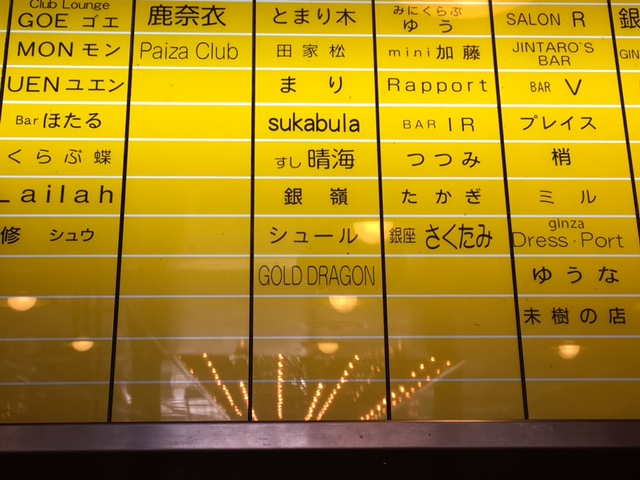 Club Lounge
GOE ゴエ
MON モン
UEN ユエン
Bar ほたる
くらぶ 蝶
Lailah
修 シュウ
鹿奈衣
Paiza Club
とまり木
田家松
まり
sukabula
すし 晴海
銀嶺
シュール
GOLD DRAGON
みにくらぶ
ゆう
mini 加藤
Rapport
BAR IR
つつみ
たかぎ
銀座 さくたみ
SALON R
JINTARO'S
BAR
BAR V
プレイス
梢
ミル
ginza
Dress・Port
ゆうな
未樹の店
銀
GIN